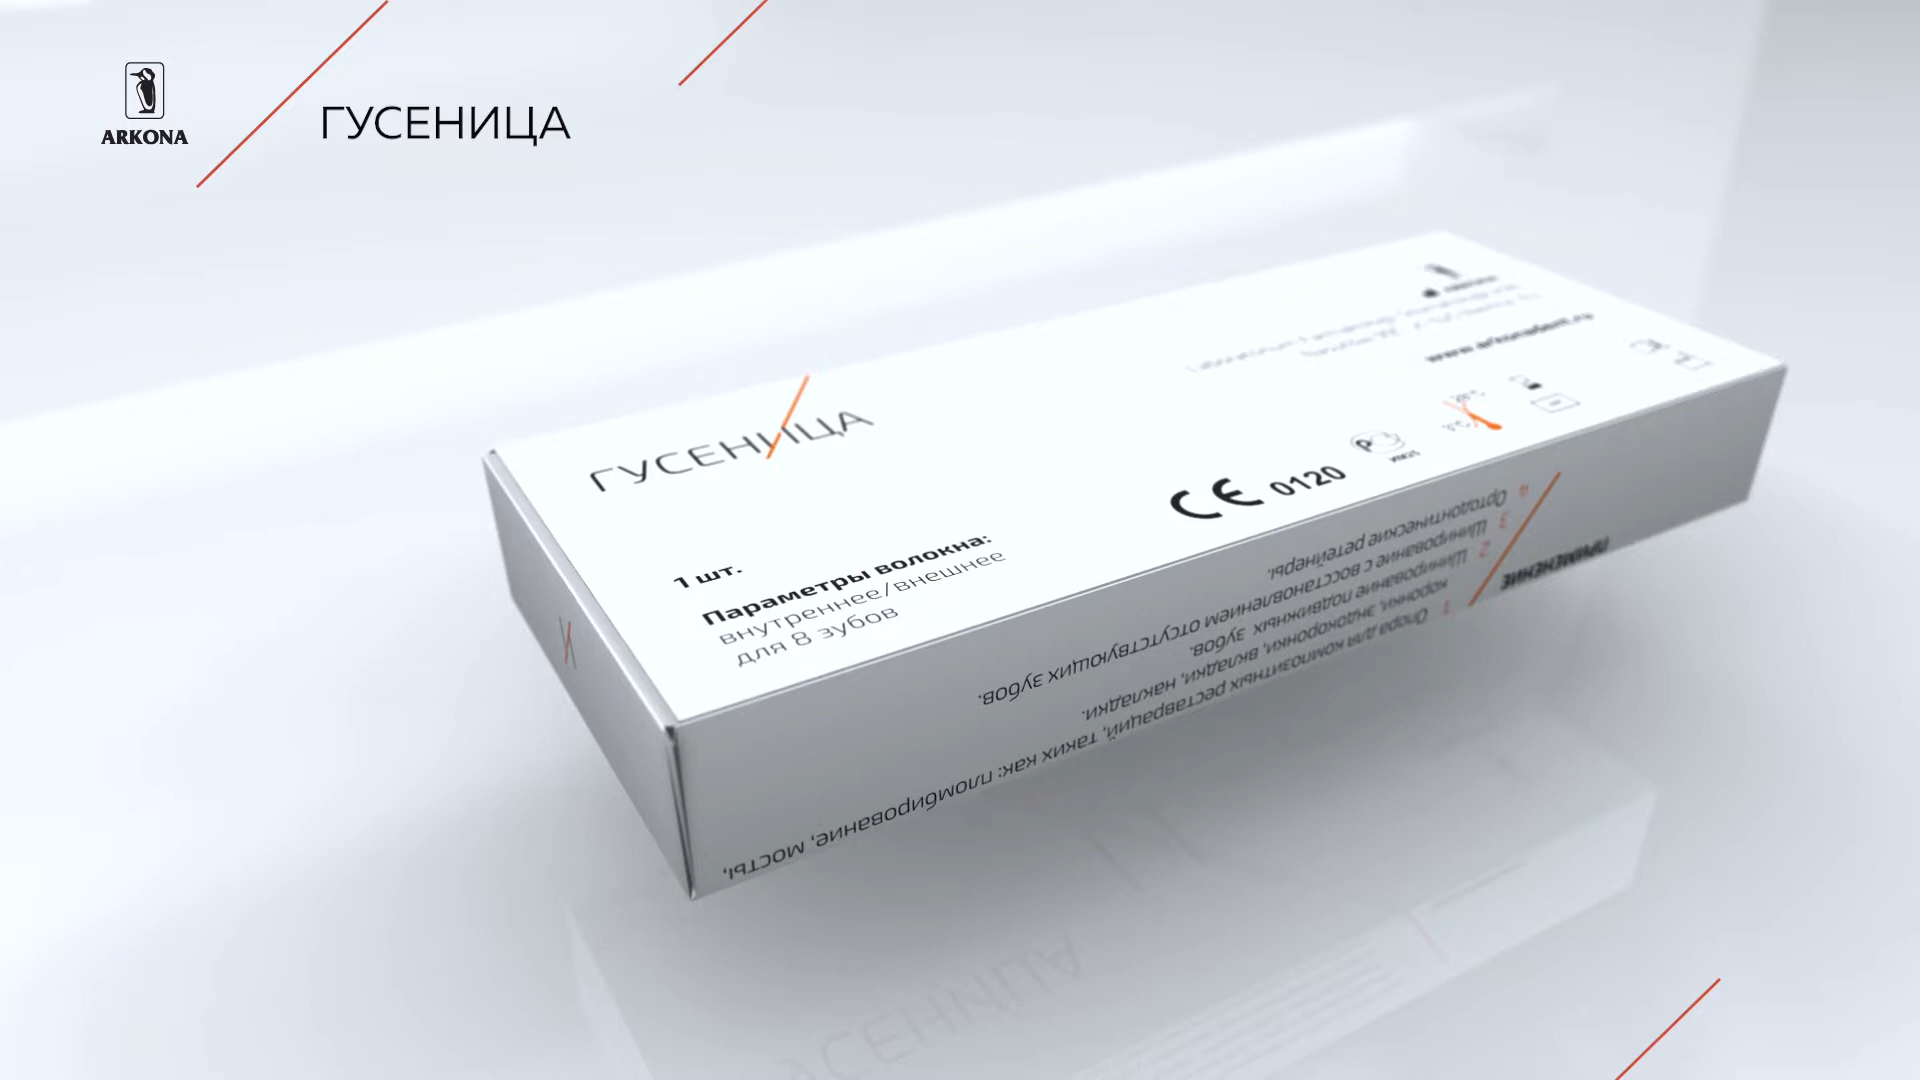 ARKONA
ГУСЕНИЦА
ГУСЕНИЦА
1 шт.
Параметры волокна:
внутреннее/внешнее
для 8 зубов
www.arkonadent.ru
CE 0120
ПРИМЕНЕНИЕ
1 Опора для композитных реставраций, таких как: пломбирование, мосты,
коронки, эндокоронки, вкладки, накладки.
2 Шинирование подвижных зубов.
3 Шинирование с восстановлением отсутствующих зубов.
4 Ортодонтические ретейнеры.